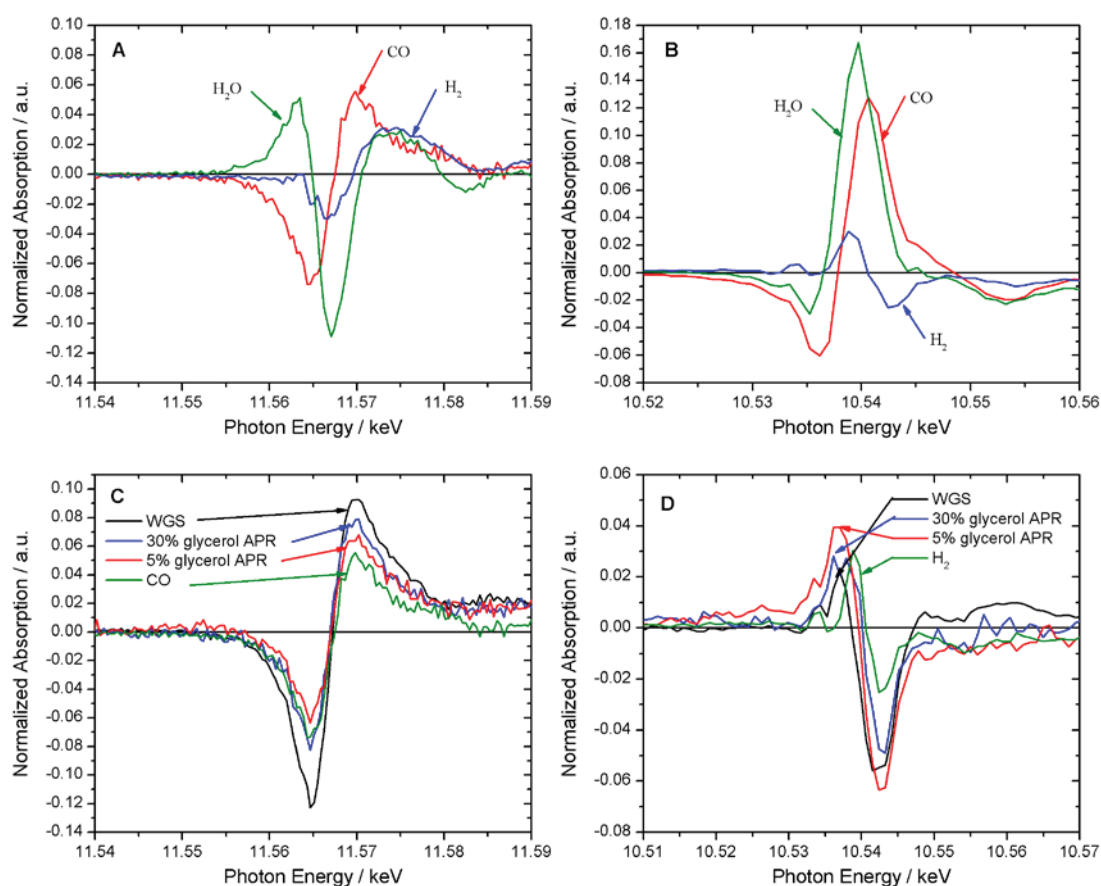 A
H₂O
CO
H₂
Normalized Absorption / a.u.
0.10
0.08
0.06
0.04
0.02
0.00
-0.02
-0.04
-0.06
-0.08
-0.10
-0.12
-0.14
11.54 11.55 11.56 11.57 11.58 11.59
Photon Energy / keV
B
H₂O
CO
H₂
Normalized Absorption / a.u.
0.18
0.16
0.14
0.12
0.10
0.08
0.06
0.04
0.02
0.00
-0.02
-0.04
-0.06
-0.08
10.52 10.53 10.54 10.55 10.56
Photon Energy / keV
C
WGS
30% glycerol APR
5% glycerol APR
CO
Normalized Absorption / a.u.
0.10
0.08
0.06
0.04
0.02
0.00
-0.02
-0.04
-0.06
-0.08
-0.10
-0.12
-0.14
11.54 11.55 11.56 11.57 11.58 11.59
Photon Energy / keV
D
WGS
30% glycerol APR
5% glycerol APR
H₂
Normalized Absorption / a.u.
0.06
0.04
0.02
0.00
-0.02
-0.04
-0.06
-0.08
10.51 10.52 10.53 10.54 10.55 10.56 10.57
Photon Energy / keV